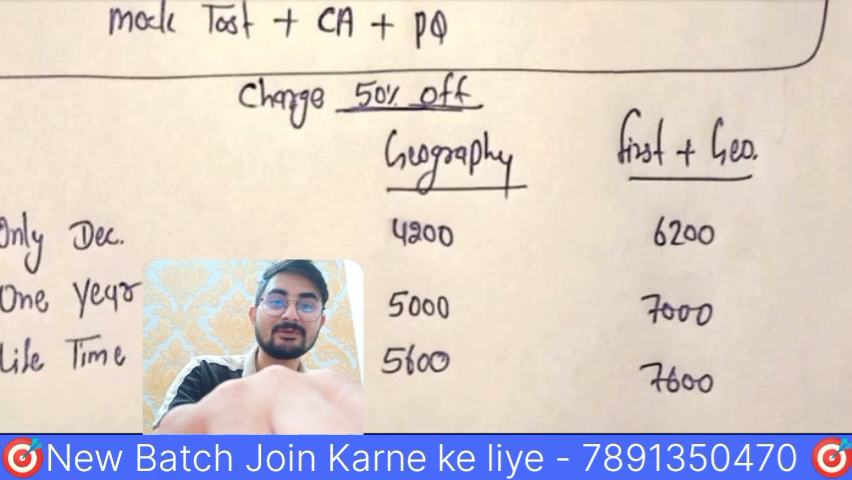 Mock Tost + CA + PQ
Charge 50% off
Geography First + Geo.
Only Dec. 4200 6200
One Year 5000 7000
Life Time 5600 7600
🎯New Batch Join Karne ke liye - 7891350470 🎯